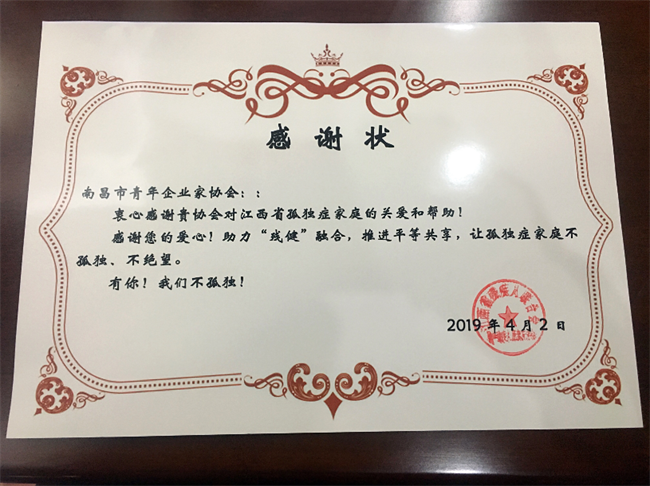 感谢状
南昌市青年企业家协会：：
衷心感谢贵协会对江西省孤独症家庭的关爱和帮助！
感谢您的爱心！助力“残健”融合，推进平等共享，让孤独症家庭不
孤独、不绝望。
有你！我们不孤独！
2019 年 4 月 2 日